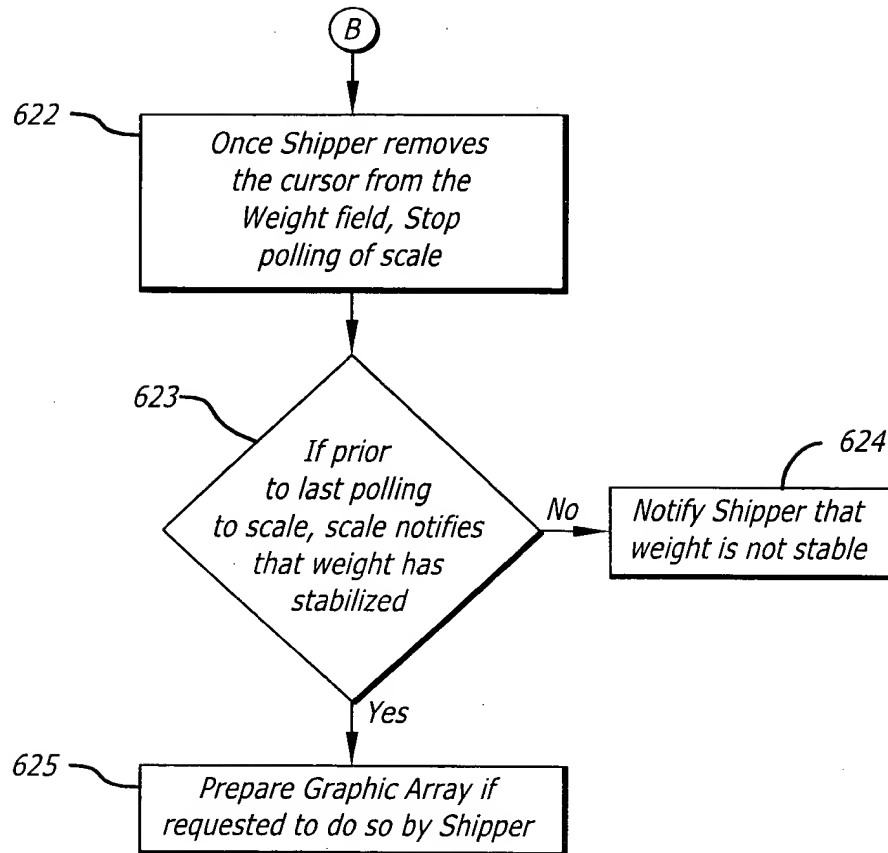 B
622
Once Shipper removes
the cursor from the
Weight field, Stop
polling of scale
623
If prior
to last polling
to scale, scale notifies
that weight has
stabilized
No
624
Notify Shipper that
weight is not stable
Yes
625
Prepare Graphic Array if
requested to do so by Shipper